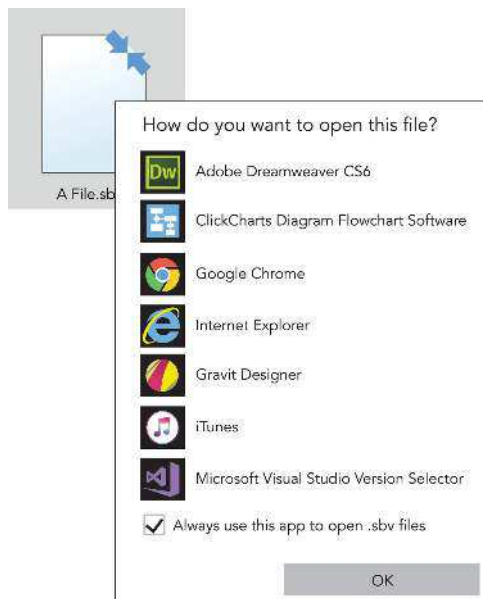 How do you want to open this file?
A File.sb
Dw
Adobe Dreamweaver CS6
ClickCharts Diagram Flowchart Software
Google Chrome
Internet Explorer
Gravit Designer
iTunes
Microsoft Visual Studio Version Selector
Always use this app to open .sbv files
OK